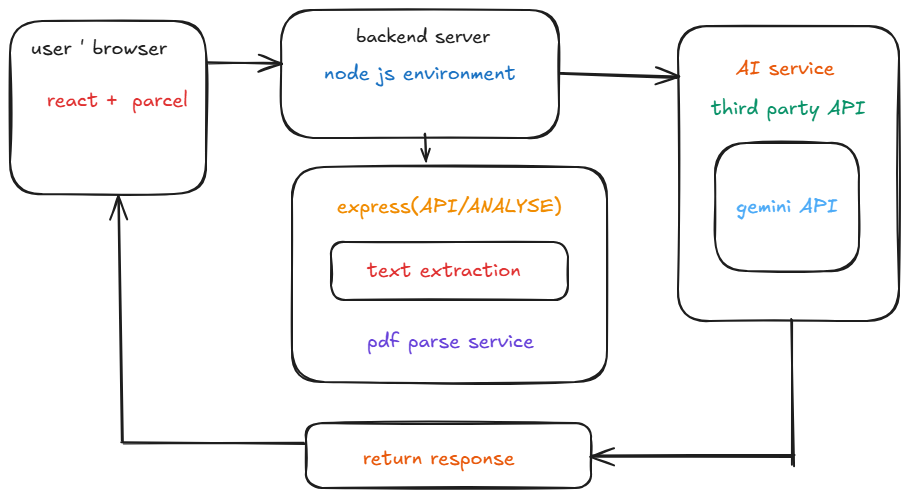 user ' browser
react + parcel
backend server
node js environment
AI service
third party API
gemini API
express(API/ANALYSE)
text extraction
pdf parse service
return response